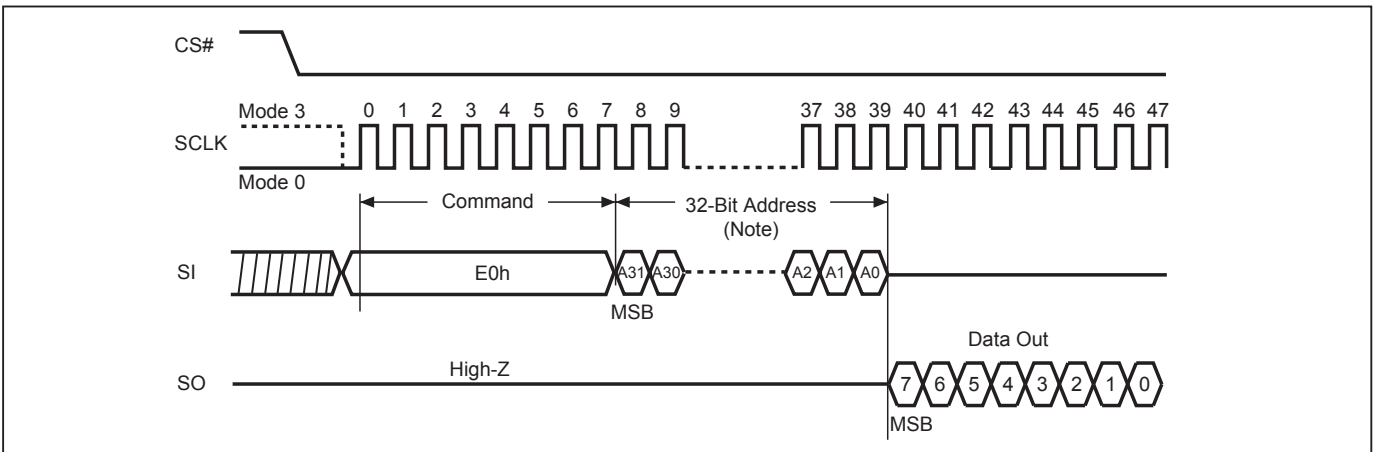 CS#
Mode 3 0 1 2 3 4 5 6 7 8 9 37 38 39 40 41 42 43 44 45 46 47
SCLK
Mode 0
Command 32-Bit Address
(Note)
SI E0h A31 A30 A2 A1 A0
MSB
Data Out
High-Z
SO 7 6 5 4 3 2 1 0
MSB